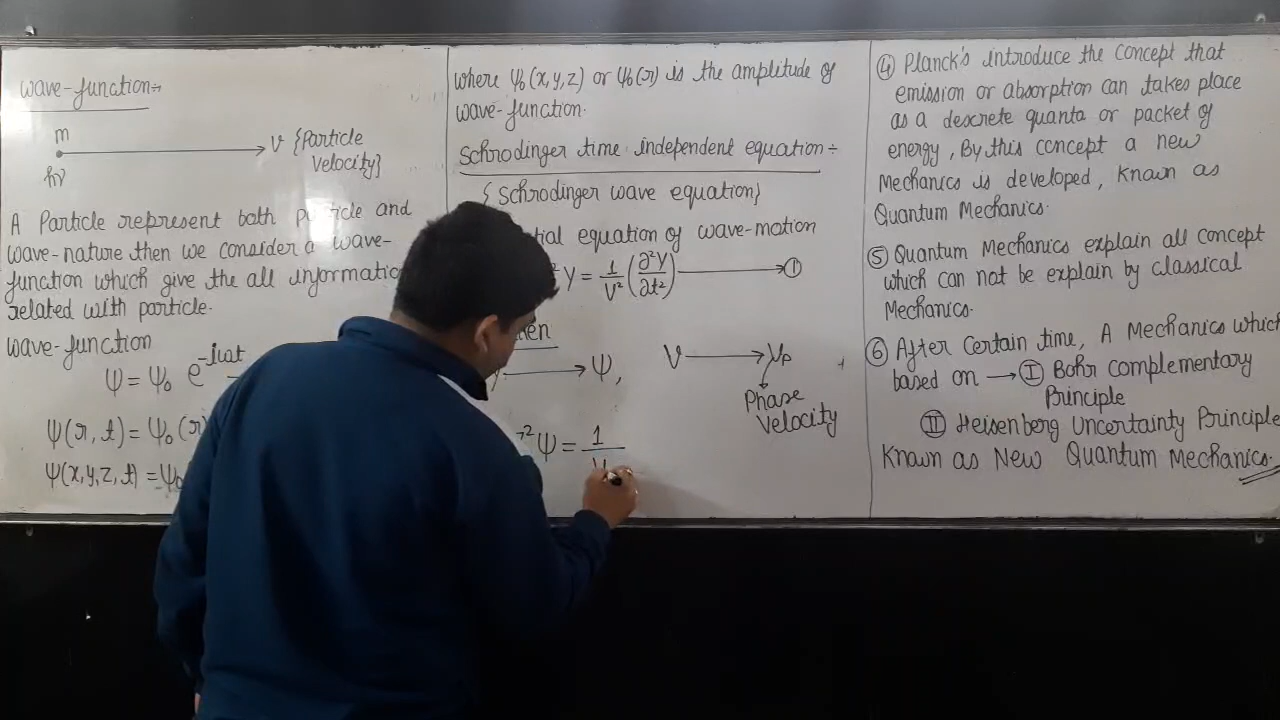 Wave-function÷
m
hν
v {Particle
Velocity}
A Particle represent both and
wave-nature then we consider a wave-
function which give the all
related with particle.
wave-function
ψ = ψ₀ e^-iωt
ψ(r, t) = ψ₀ (r)
ψ(x, y, z, t) = ψ₀
where ψ₀ (x, y, z) or ψ₀ (r) is the amplitude of
wave-function.
Schrodinger time independent equation ÷
{Schrodinger wave equation}
equation of wave-motion
Y = 1/V² (∂²Y/∂t²) ⟶ ①
⟶ ψ,
V ⟶ Vp
Phase
Velocity
² ψ = 1
④ Planck's introduce the concept that
emission or absorption can takes place
as a descrete quanta or packet of
energy, By this concept a new
Mechanics is developed, Known as
Quantum Mechanics.
⑤ Quantum Mechanics explain all concept
which can not be explain by classical
Mechanics.
⑥ After Certain time, A Mechanics which
based on ⟶ Ⓘ Bohr complementary
Principle
Ⓘ Heisenberg Uncertainty Principle
Known as New Quantum Mechanics.